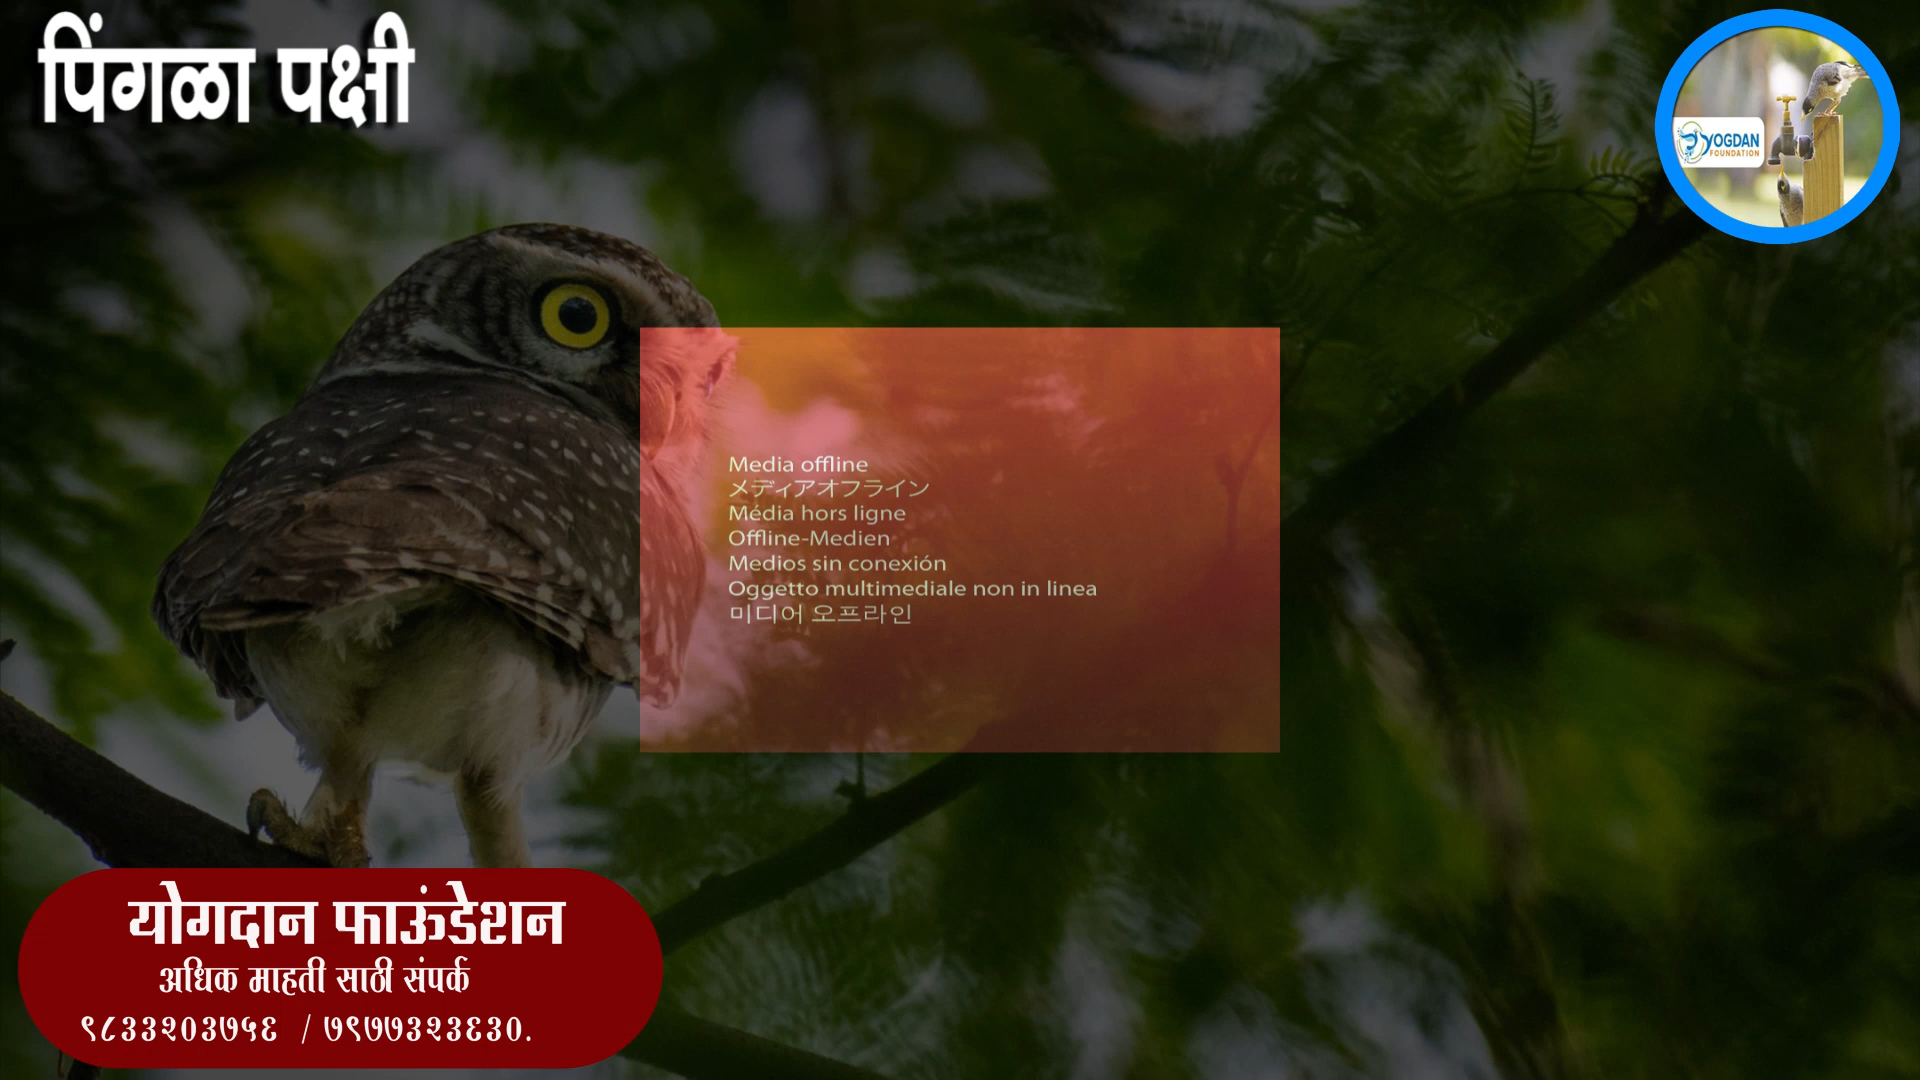 पिंगळा पक्षी
YOGDAN
FOUNDATION
Media offline
メディアオフライン
Média hors ligne
Offline-Medien
Medios sin conexión
Oggetto multimediale non in linea
미디어 오프라인
योगदान फाऊंडेशन
अधिक माहती साठी संपर्क
९८३३२०३७५६ / ७९७७३२३६३०.